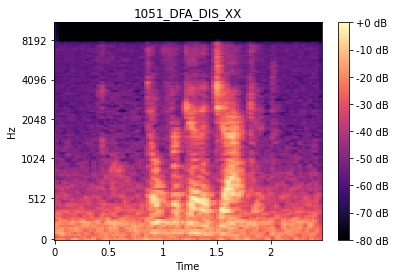 1051_DFA_DIS_XX
+0 dB
8192
-10 dB
4096
-20 dB
-30 dB
2048
-40 dB
Hz
1024
-50 dB
512
-60 dB
-70 dB
0
-80 dB
0 0.5 1 1.5 2
Time